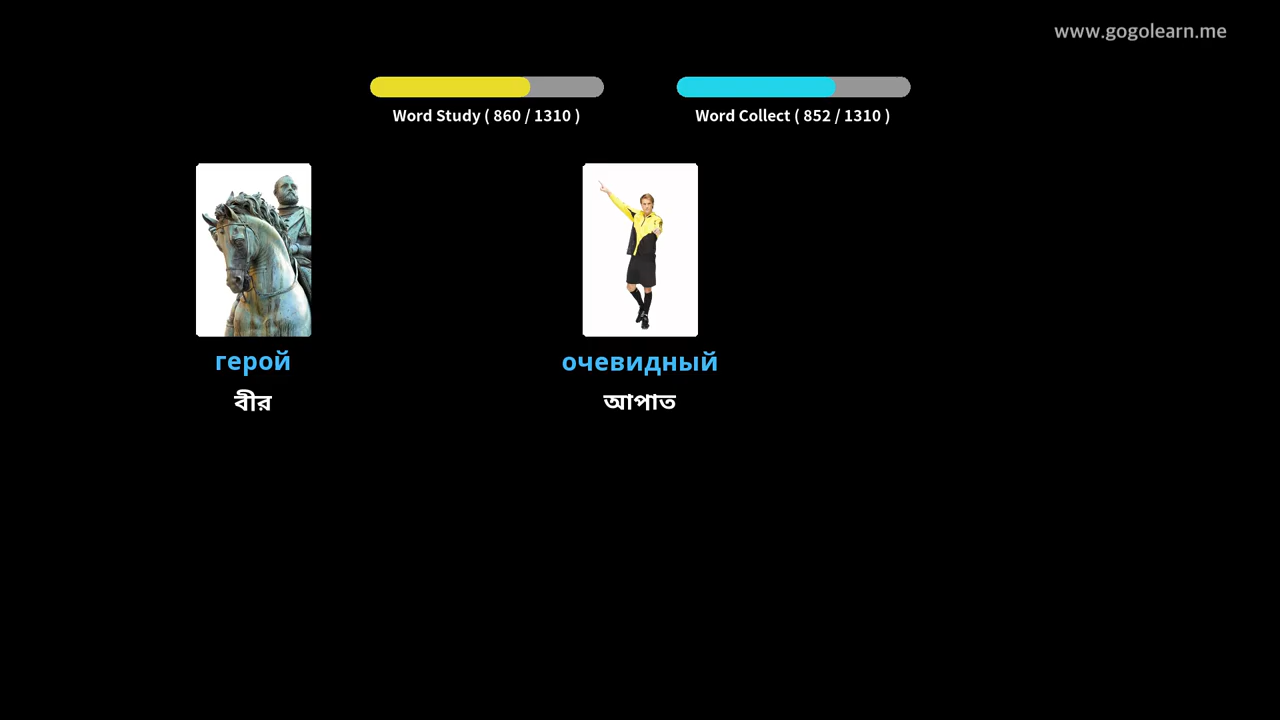 www.gogolearn.me
Word Study ( 860 / 1310 )
Word Collect ( 852 / 1310 )
герой
очевидный
বীর
আপাত